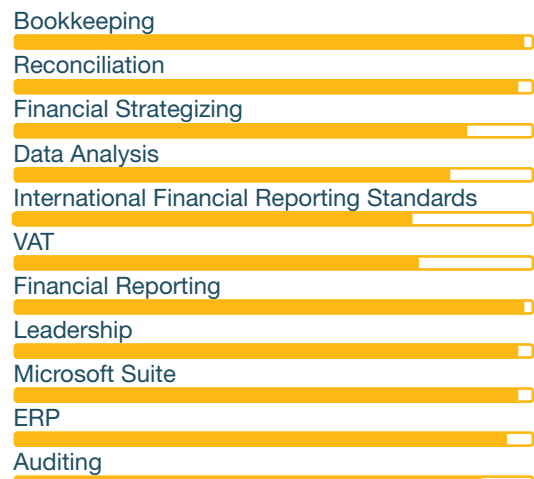 Bookkeeping
Reconciliation
Financial Strategizing
Data Analysis
International Financial Reporting Standards
VAT
Financial Reporting
Leadership
Microsoft Suite
ERP
Auditing